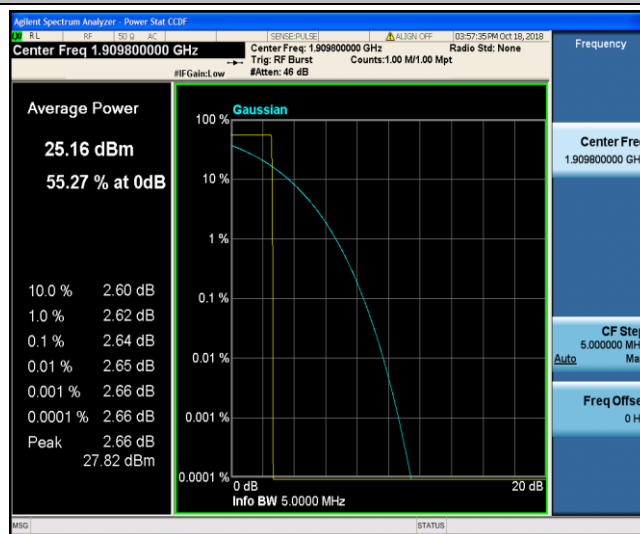 Agilent Spectrum Analyzer - Power Stat CCDF
RL RF 50 Ω AC SENSE:PULSE ALIGN OFF 03:57:35PM Oct 18, 2018
Center Freq 1.909800000 GHz
Center Freq: 1.909800000 GHz Radio Std: None
Trig: RF Burst Counts:1.00 M/1.00 Mpt
#IFGain:Low #Atten: 46 dB
Frequency
Average Power
25.16 dBm
55.27 % at 0dB
10.0 % 2.60 dB
1.0 % 2.62 dB
0.1 % 2.64 dB
0.01 % 2.65 dB
0.001 % 2.66 dB
0.0001 % 2.66 dB
Peak 2.66 dB
27.82 dBm
Gaussian
100 %
10 %
1 %
0.1 %
0.01 %
0.001 %
0.0001 %
0 dB 20 dB
Info BW 5.0000 MHz
Center Fre
1.909800000 GH
CF Step
5.000000 MH
Auto Ma
Freq Offse
0 H
MSG STATUS